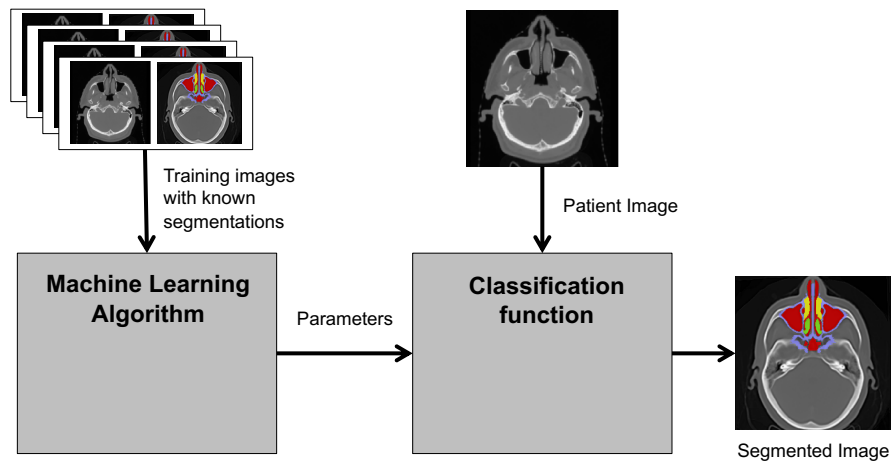 Training images
with known
segmentations
Patient Image
Machine Learning
Algorithm
Parameters
Classification
function
Segmented Image